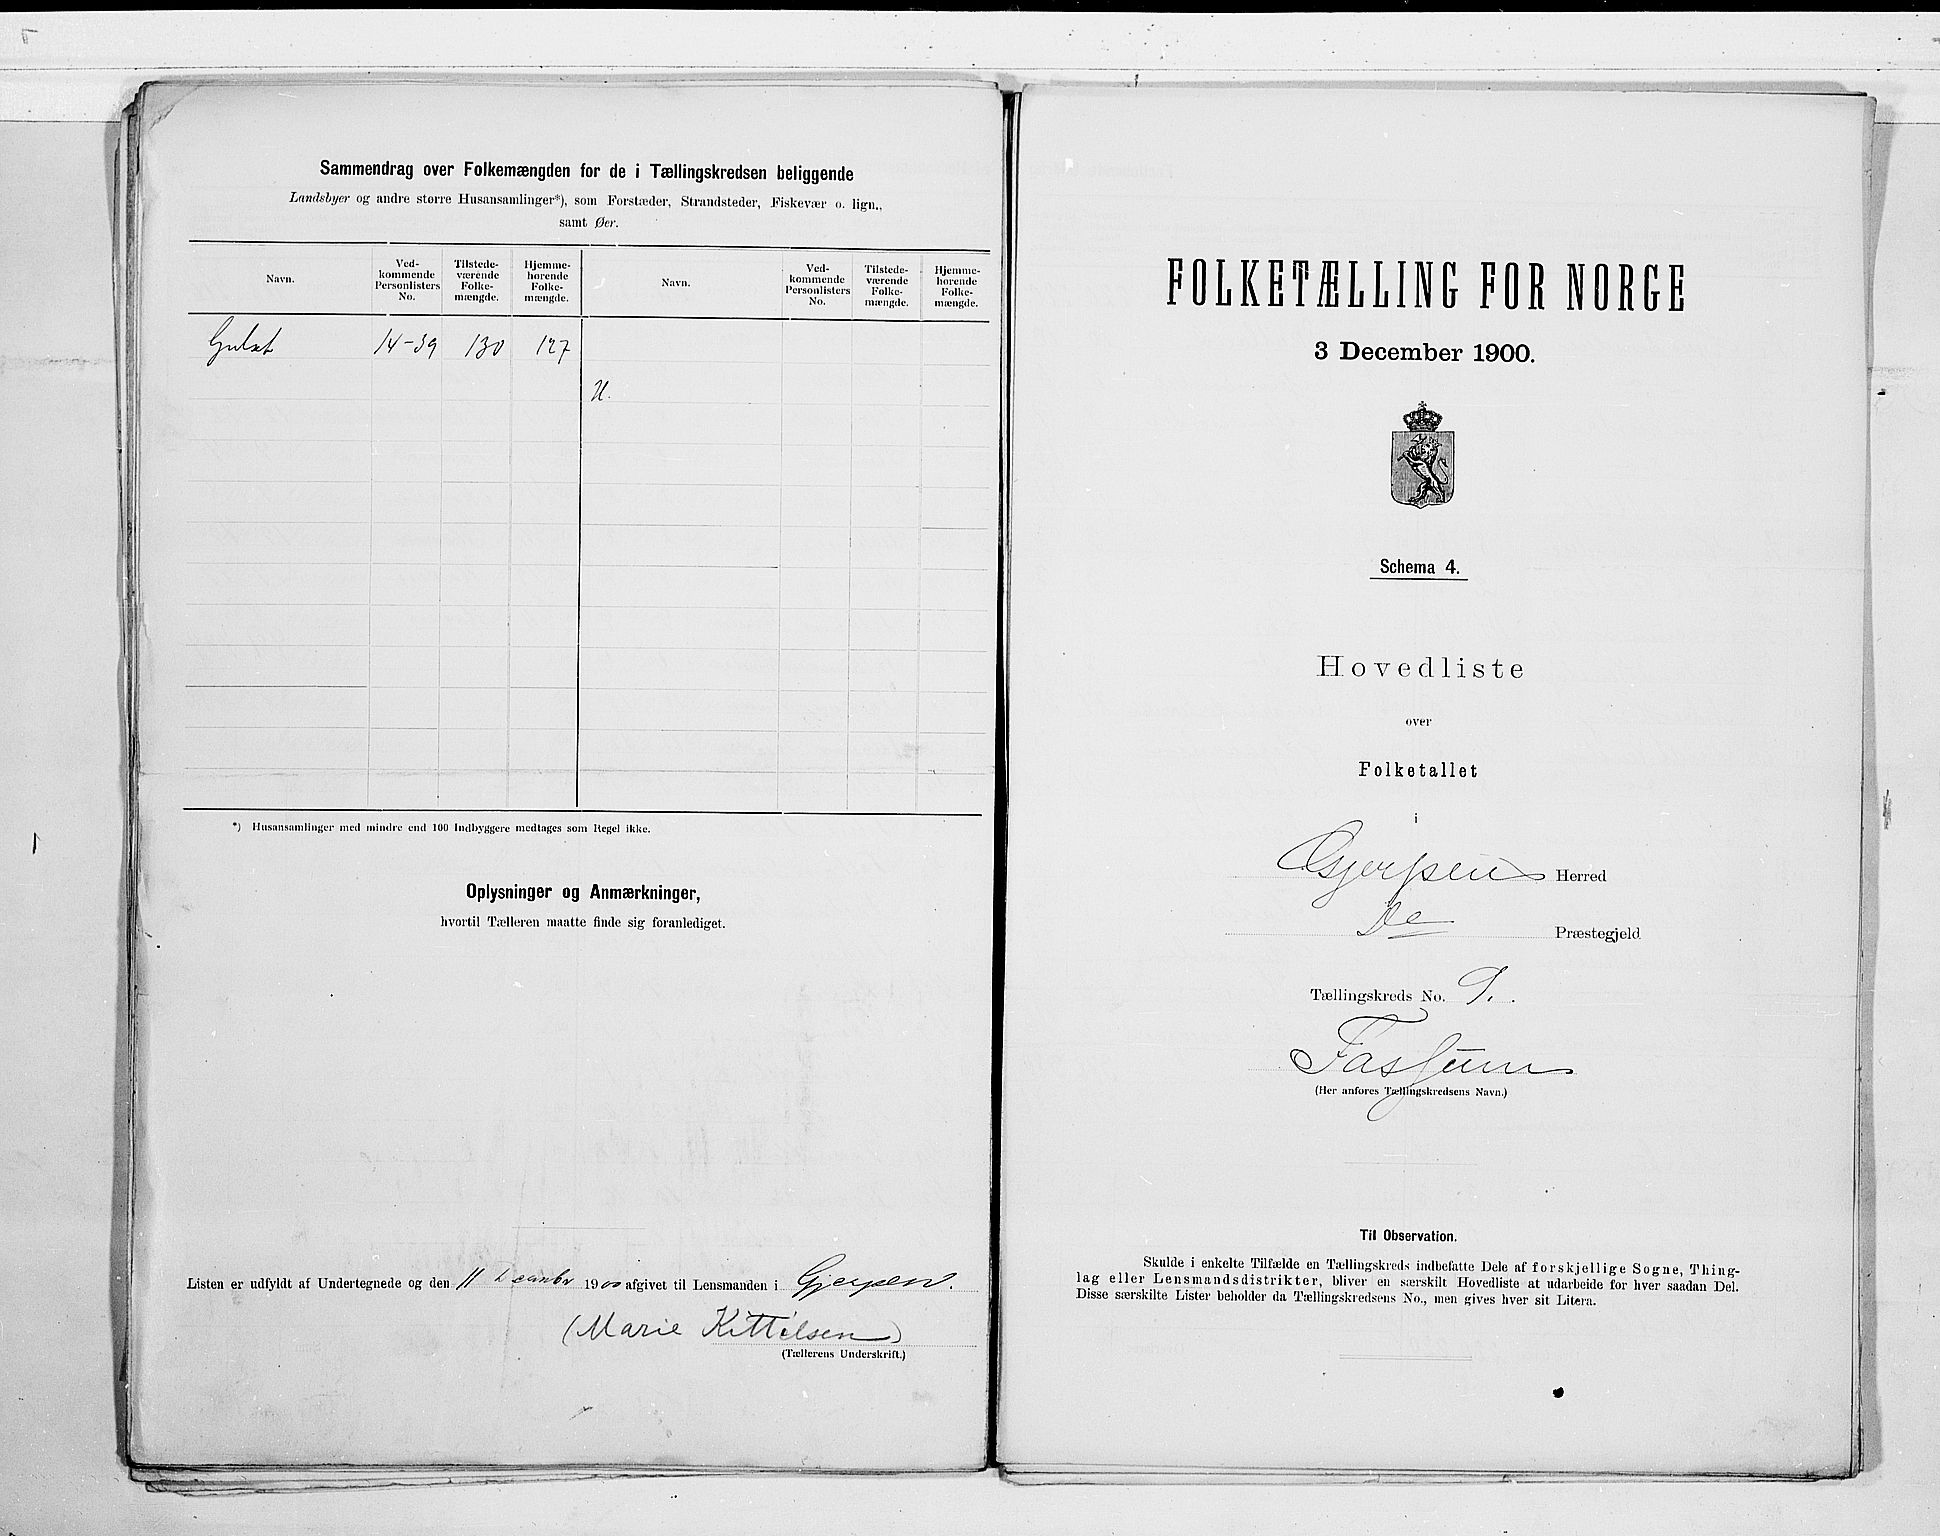 Sammendrag over Folkemængden for de i Tællingskredsen beliggende
Landsbyer og andre større Husansamlinger*), som Forstæder, Strandsteder, Fiskevær o. lign.,
samt Øer.
Navn.
Ved-
kommende
Personlisters
No.
Tilstede-
værende
Folke-
mængde.
Hjemme-
hørende
Folke-
mængde.
Navn.
Ved-
kommende
Personlisters
No.
Tilstede-
værende
Folke-
mængde.
Hjemme-
hørende
Folke-
mængde.
Gulset 14-39 130 127
*) Husansamlinger med mindre end 100 Indbyggere medtages som Regel ikke.
Oplysninger og Anmærkninger,
hvortil Tælleren maatte finde sig foranlediget.
Listen er udfyldt af Undertegnede og den 11 December 1900 afgivet til Lensmanden i Gjerpen.
(Marie Kittilsen)
(Tællerens Underskrift.)
FOLKETÆLLING FOR NORGE
3 December 1900.
Schema 4.
Hovedliste
over
Folketallet
i
Gjerpen Herred
Do Præstegjeld
Tællingskreds No. 9.
(Her anføres Tællingskredsens Navn.)
Til Observation.
Skulde i enkelte Tilfælde en Tællingskreds indbefatte Dele af forskjellige Sogne, Thing-
lag eller Lensmandsdistrikter, bliver en særskilt Hovedliste at udarbeide for hver saadan Del.
Disse særskilte Lister beholder da Tællingskredsens No., men gives hver sit Litera.